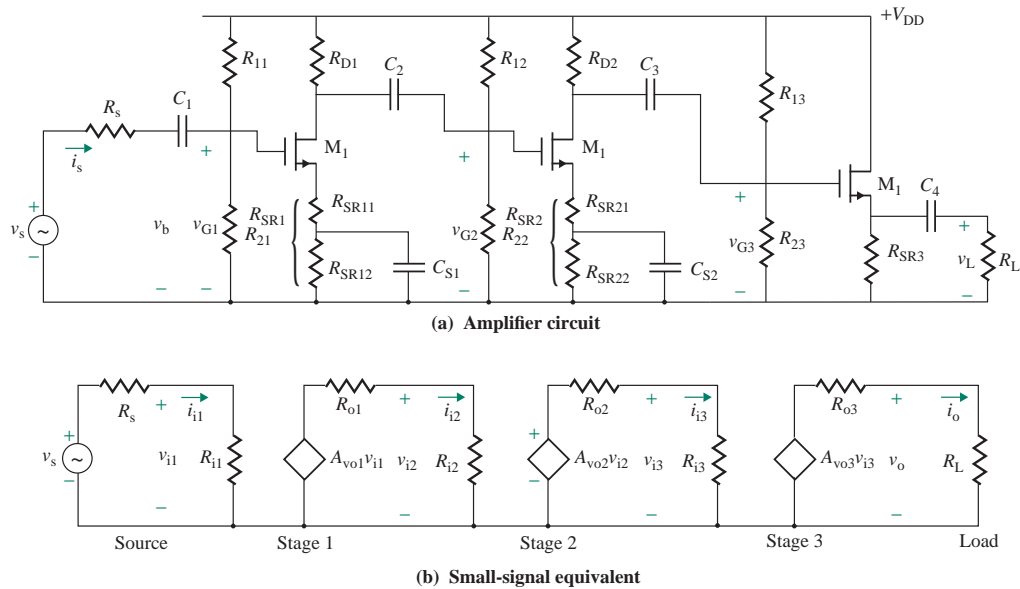 +V_DD
R_11
R_D1
C_2
R_12
R_D2
C_3
R_13
R_s
C_1
i_s
+
M_1
+
M_1
+
M_1
C_4
+
v_s
~
−
v_b
v_G1
R_SR1
R_21
R_SR11
R_SR12
C_S1
v_G2
R_SR2
R_22
R_SR21
R_SR22
C_S2
v_G3
R_23
R_SR3
+
v_L
R_L
−
−
−
−
−
(a) Amplifier circuit
R_s
+
i_i1
R_o1
+
i_i2
R_o2
+
i_i3
R_o3
+
i_o
+
v_s
~
−
v_i1
R_i1
A_vo1v_i1
v_i2
R_i2
+
−
A_vo2v_i2
v_i3
R_i3
A_vo3v_i3
v_o
R_L
−
−
−
−
Source
Stage 1
Stage 2
Stage 3
Load
(b) Small-signal equivalent